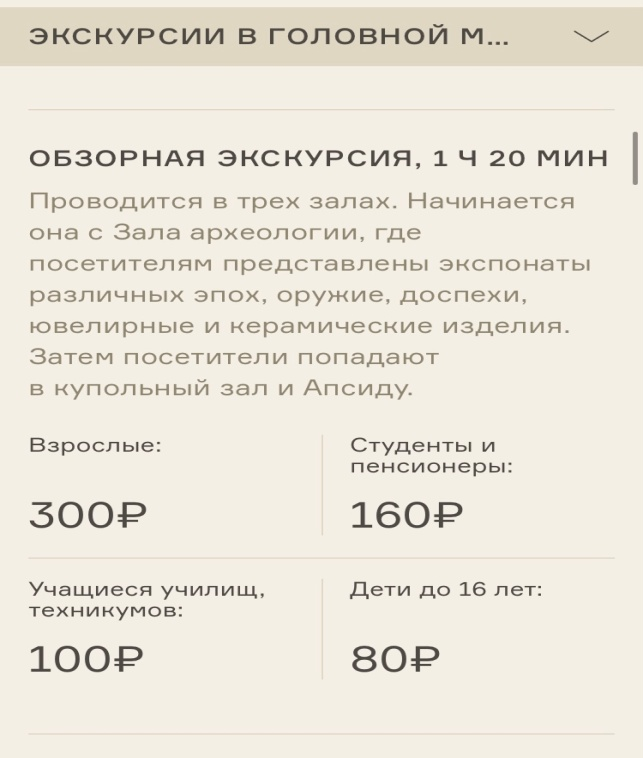 ЭКСКУРСИИ В ГОЛОВНОЙ М...
ОБЗОРНАЯ ЭКСКУРСИЯ, 1 Ч 20 МИН
Проводится в трех залах. Начинается
она с Зала археологии, где
посетителям представлены экспонаты
различных эпох, оружие, доспехи,
ювелирные и керамические изделия.
Затем посетители попадают
в купольный зал и Апсиду.
Взрослые:
300₽
Студенты и
пенсионеры:
160₽
Учащиеся училищ,
техникумов:
100₽
Дети до 16 лет:
80₽